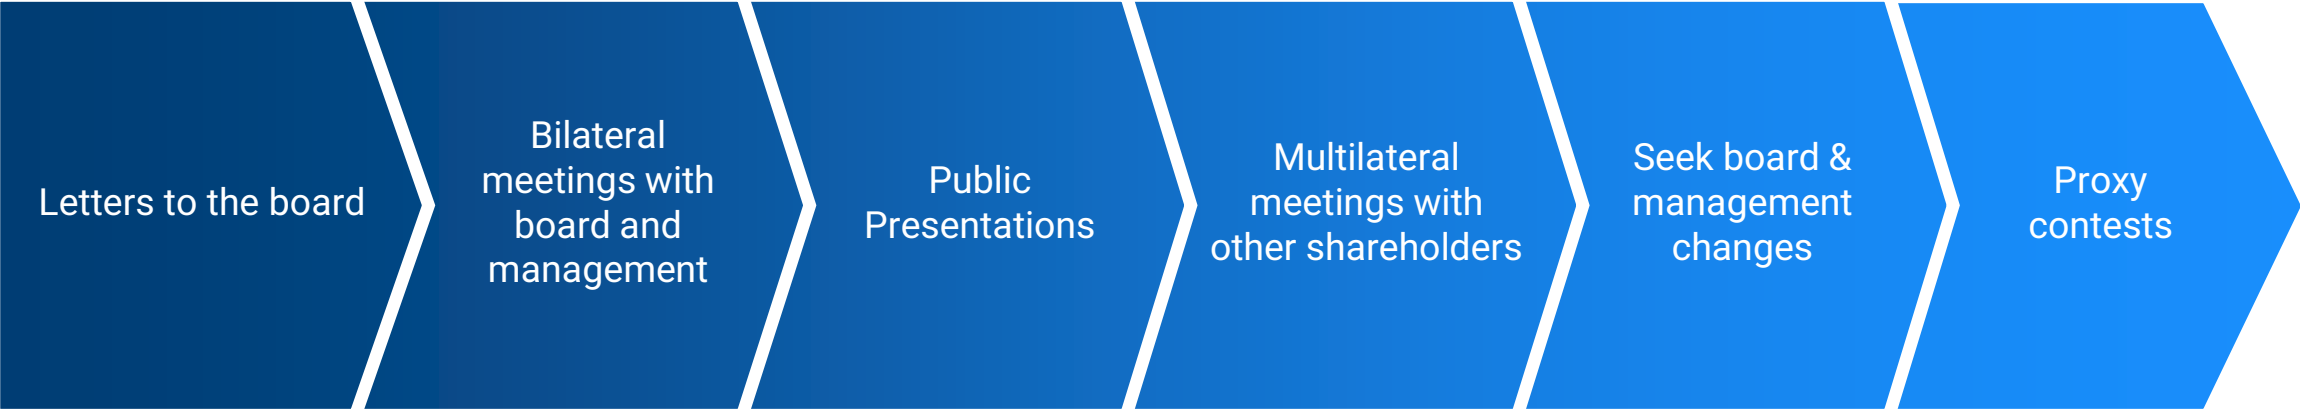 Letters to the board
Bilateral
meetings with
board and
management
Public
Presentations
Multilateral
meetings with
other shareholders
Seek board &
management
changes
Proxy
contests